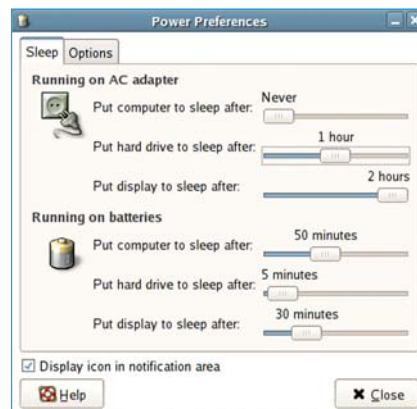 Power Preferences
Sleep Options
Running on AC adapter
Never
Put computer to sleep after:
1 hour
Put hard drive to sleep after:
2 hours
Put display to sleep after:
Running on batteries
50 minutes
Put computer to sleep after:
5 minutes
Put hard drive to sleep after:
30 minutes
Put display to sleep after:
Display icon in notification area
Help Close